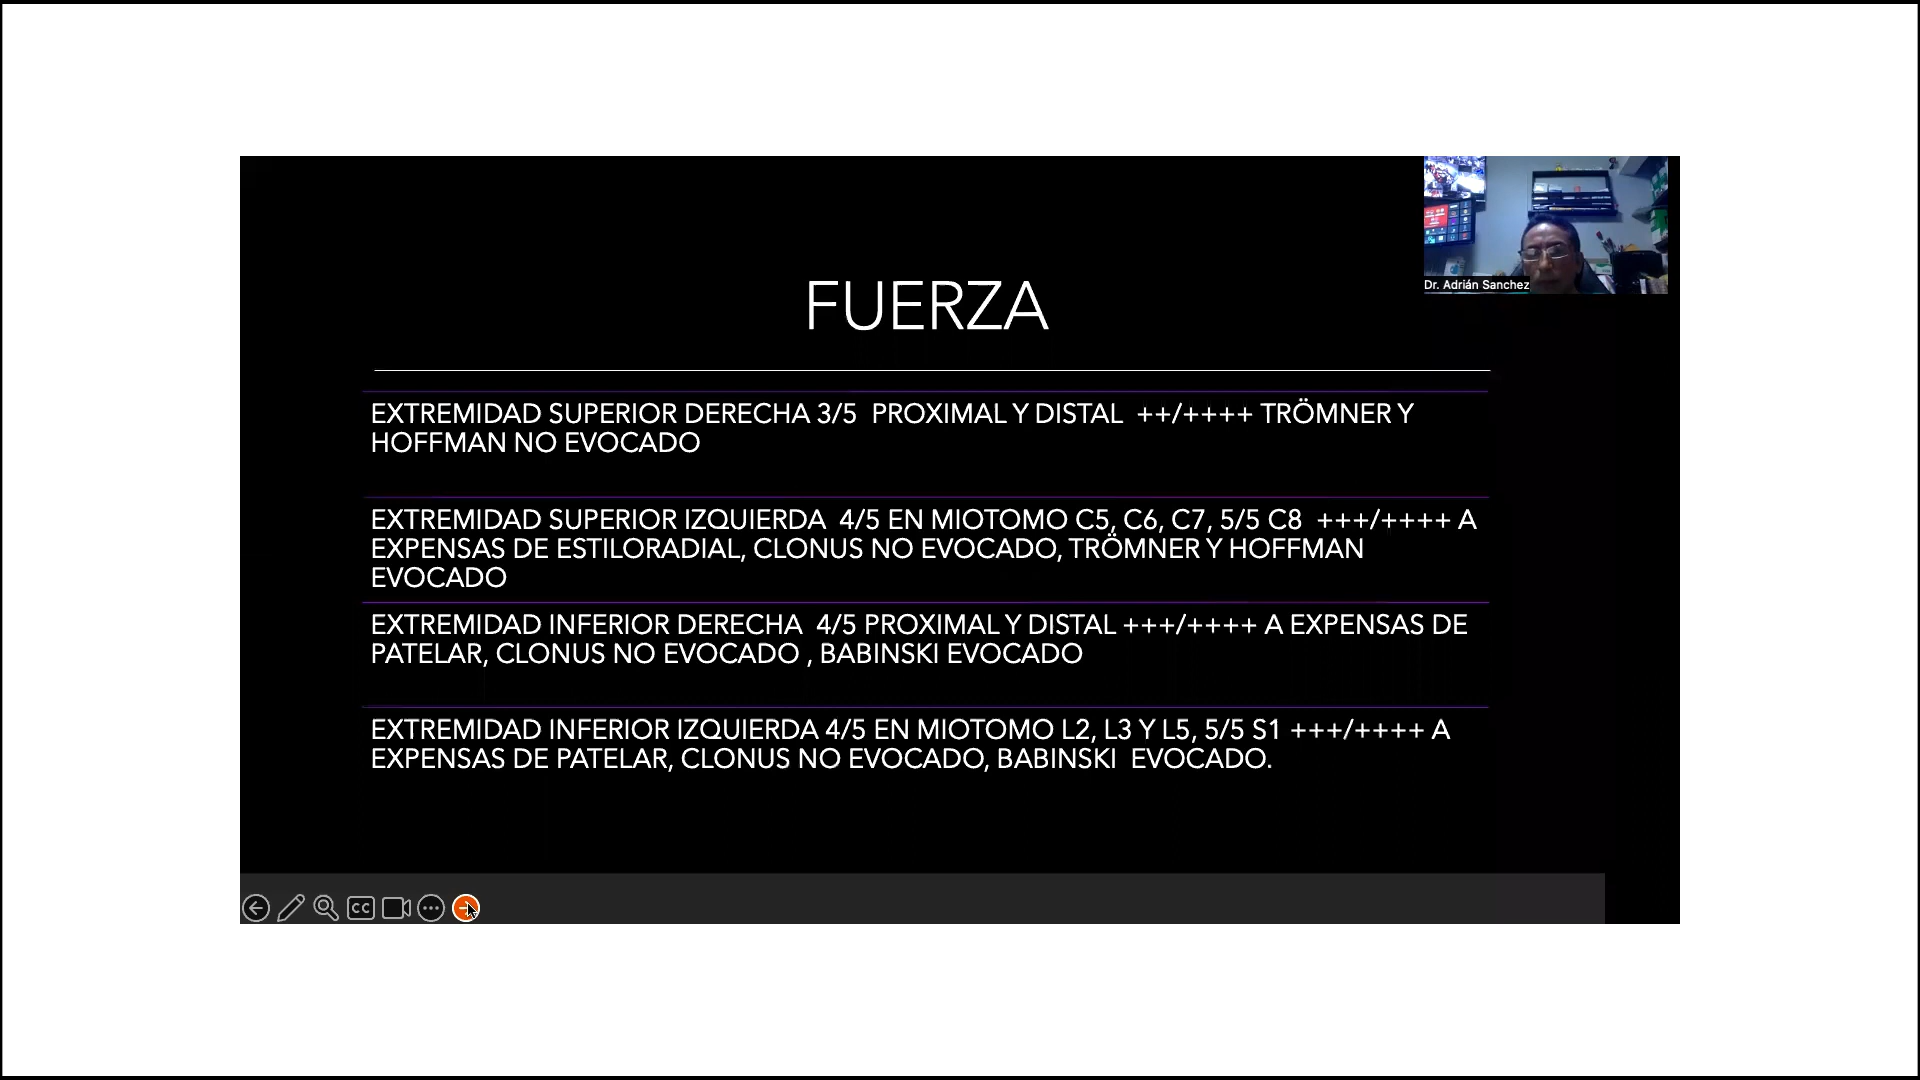 Dr. Adrián Sanchez
FUERZA
EXTREMIDAD SUPERIOR DERECHA 3/5 PROXIMAL Y DISTAL ++/++++ TRÖMNER Y
HOFFMAN NO EVOCADO
EXTREMIDAD SUPERIOR IZQUIERDA 4/5 EN MIOTOMO C5, C6, C7, 5/5 C8 +++/++++ A
EXPENSAS DE ESTILORADIAL, CLONUS NO EVOCADO, TRÖMNER Y HOFFMAN
EVOCADO
EXTREMIDAD INFERIOR DERECHA 4/5 PROXIMAL Y DISTAL +++/++++ A EXPENSAS DE
PATELAR, CLONUS NO EVOCADO , BABINSKI EVOCADO
EXTREMIDAD INFERIOR IZQUIERDA 4/5 EN MIOTOMO L2, L3 Y L5, 5/5 S1 +++/++++ A
EXPENSAS DE PATELAR, CLONUS NO EVOCADO, BABINSKI EVOCADO.
CC